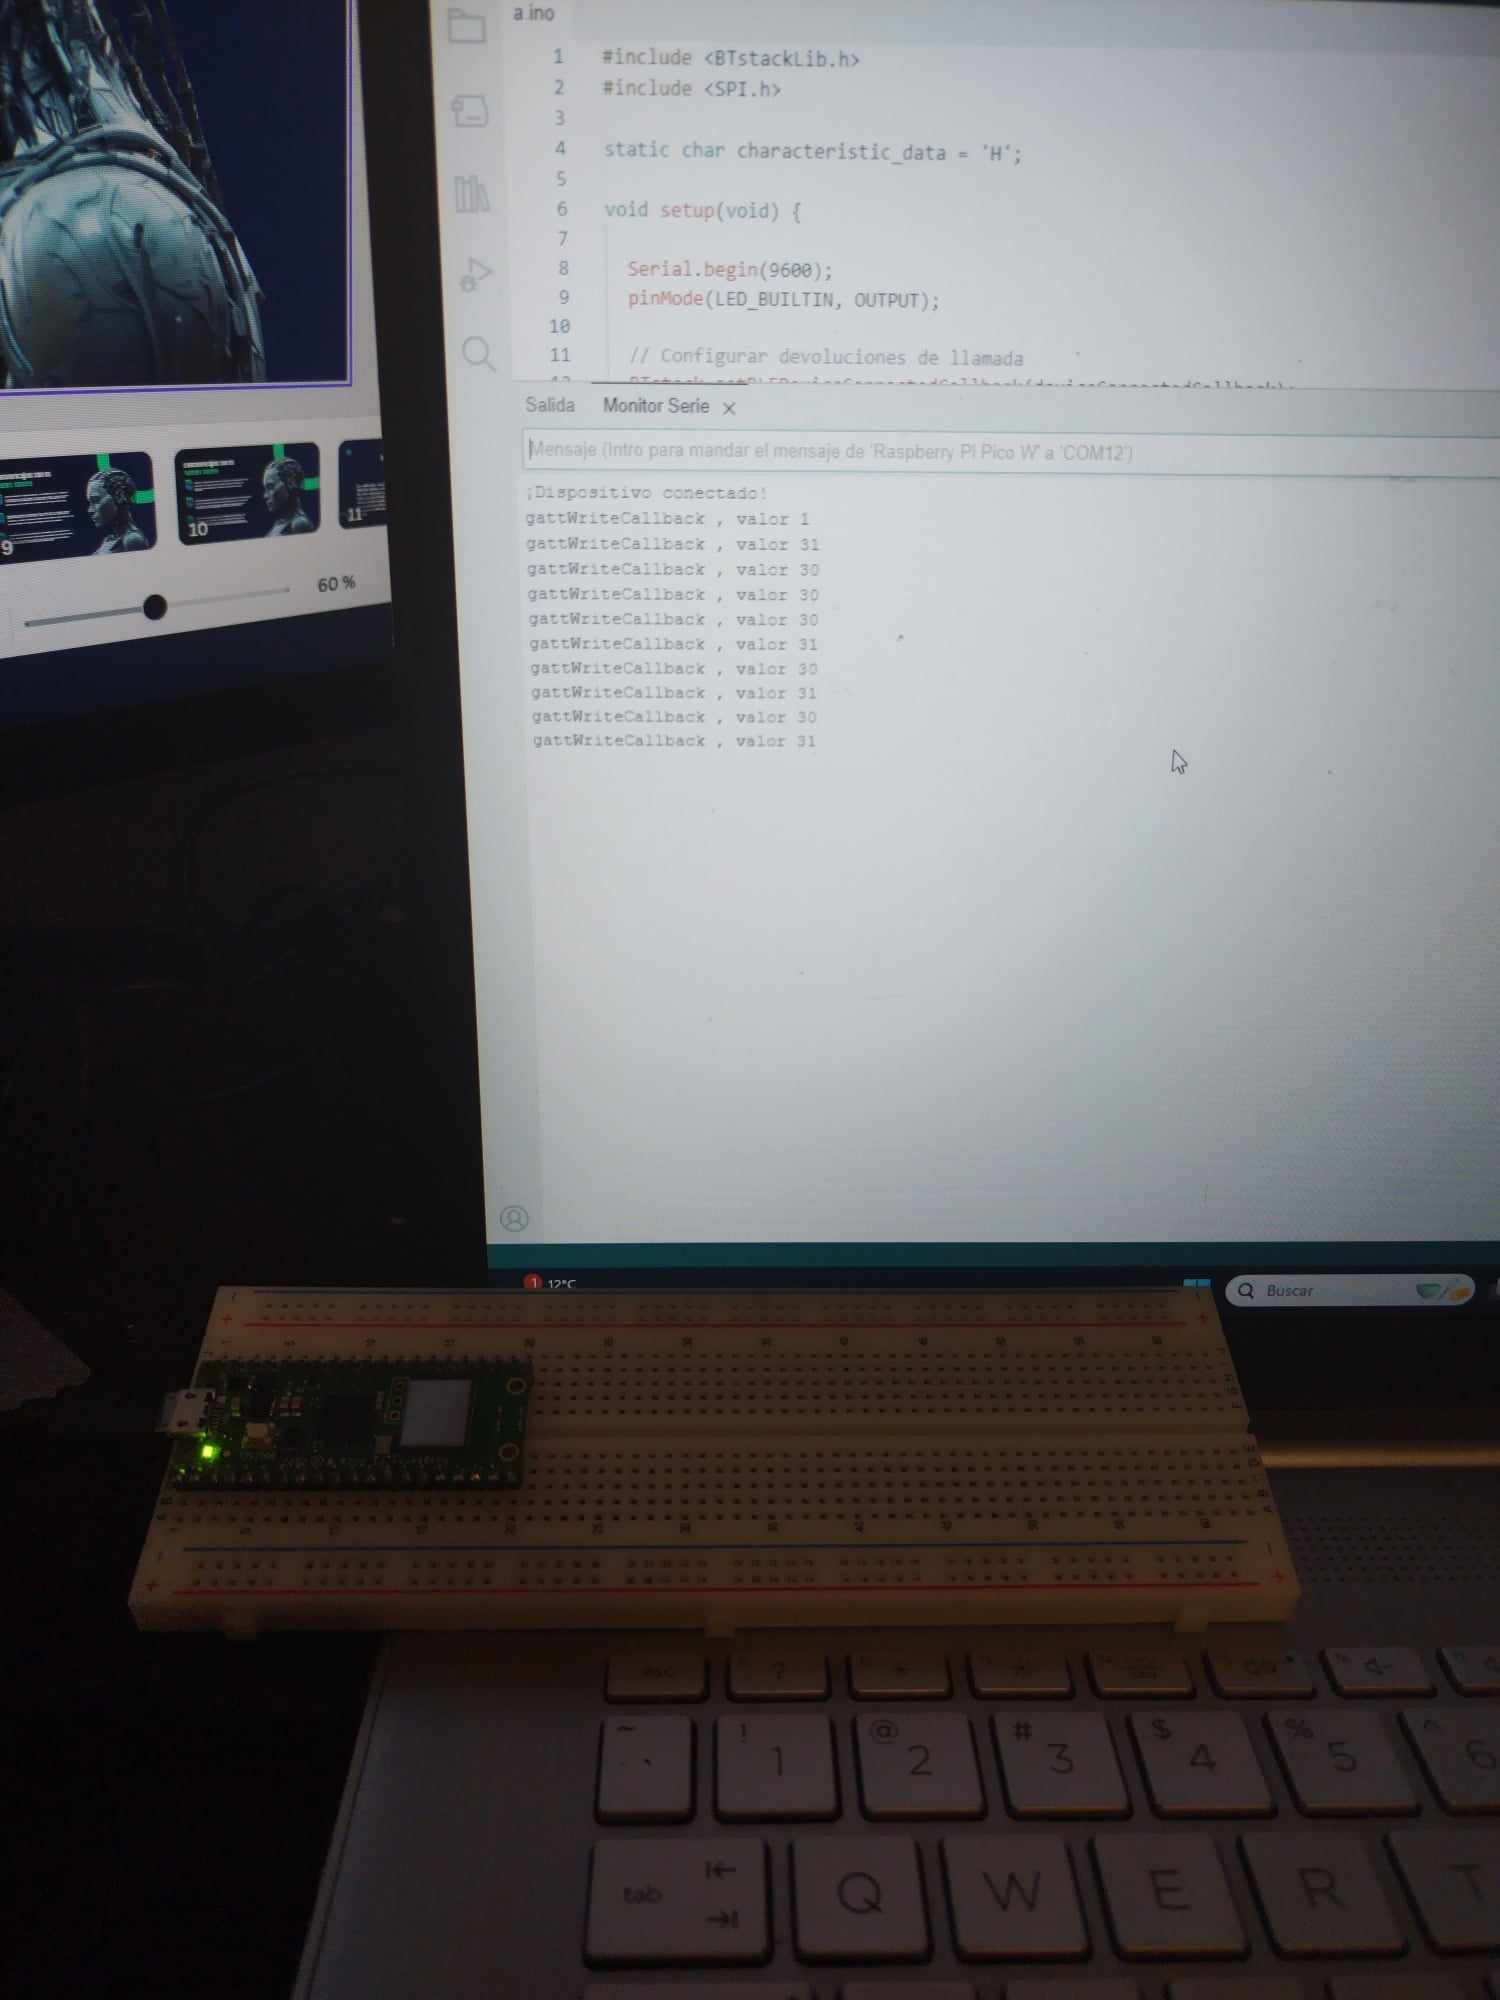 a.ino
1 #include <BTstackLib.h>
2 #include <SPI.h>
3
4 static char characteristic_data = 'H';
5
6 void setup(void) {
7
8 Serial.begin(9600);
9 pinMode(LED_BUILTIN, OUTPUT);
10
11 // Configurar devoluciones de llamada
Salida Monitor Serie ×
Mensaje (Intro para mandar el mensaje de 'Raspberry Pi Pico W' a 'COM12')
¡Dispositivo conectado!
gattWriteCallback , valor 1
gattWriteCallback , valor 31
gattWriteCallback , valor 30
gattWriteCallback , valor 30
gattWriteCallback , valor 30
gattWriteCallback , valor 31
gattWriteCallback , valor 30
gattWriteCallback , valor 31
gattWriteCallback , valor 30
gattWriteCallback , valor 31
9 10 11
60 %
1 12°C
Buscar
esc ?
~ ! 1 @ 2 # 3 $ 4 % 5 ^ 6
tab Q W E R T